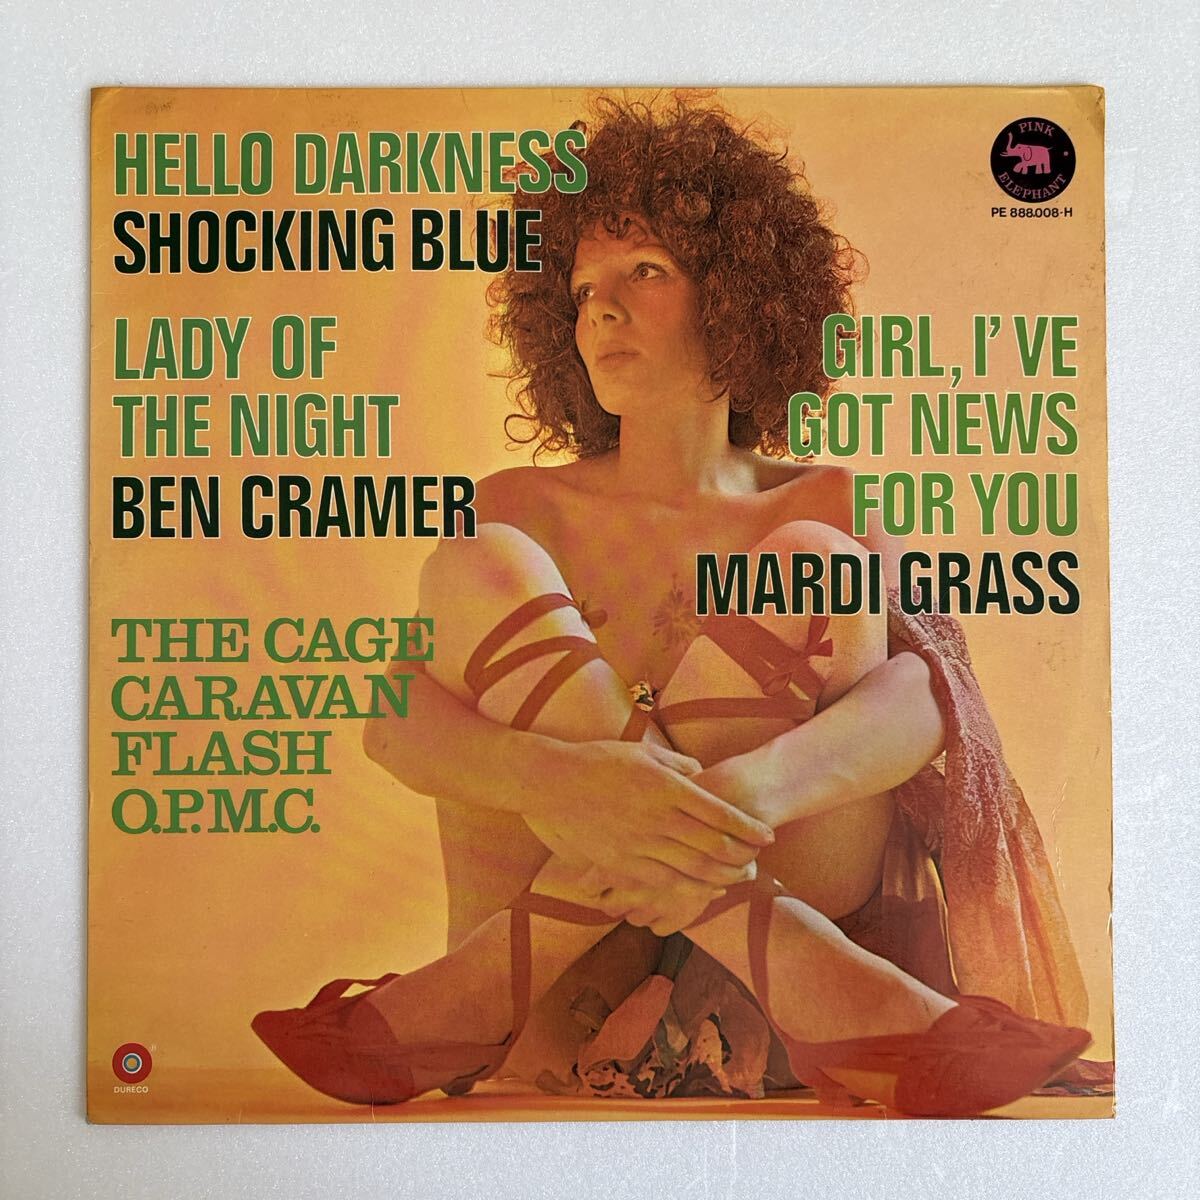 HELLO DARKNESS
SHOCKING BLUE
LADY OF
THE NIGHT
BEN CRAMER
THE CAGE
CARAVAN
FLASH
O.P.M.C.
PINK
ELEPHANT
PE 888.008-H
GIRL, I'VE
GOT NEWS
FOR YOU
MARDI GRASS
DURECO